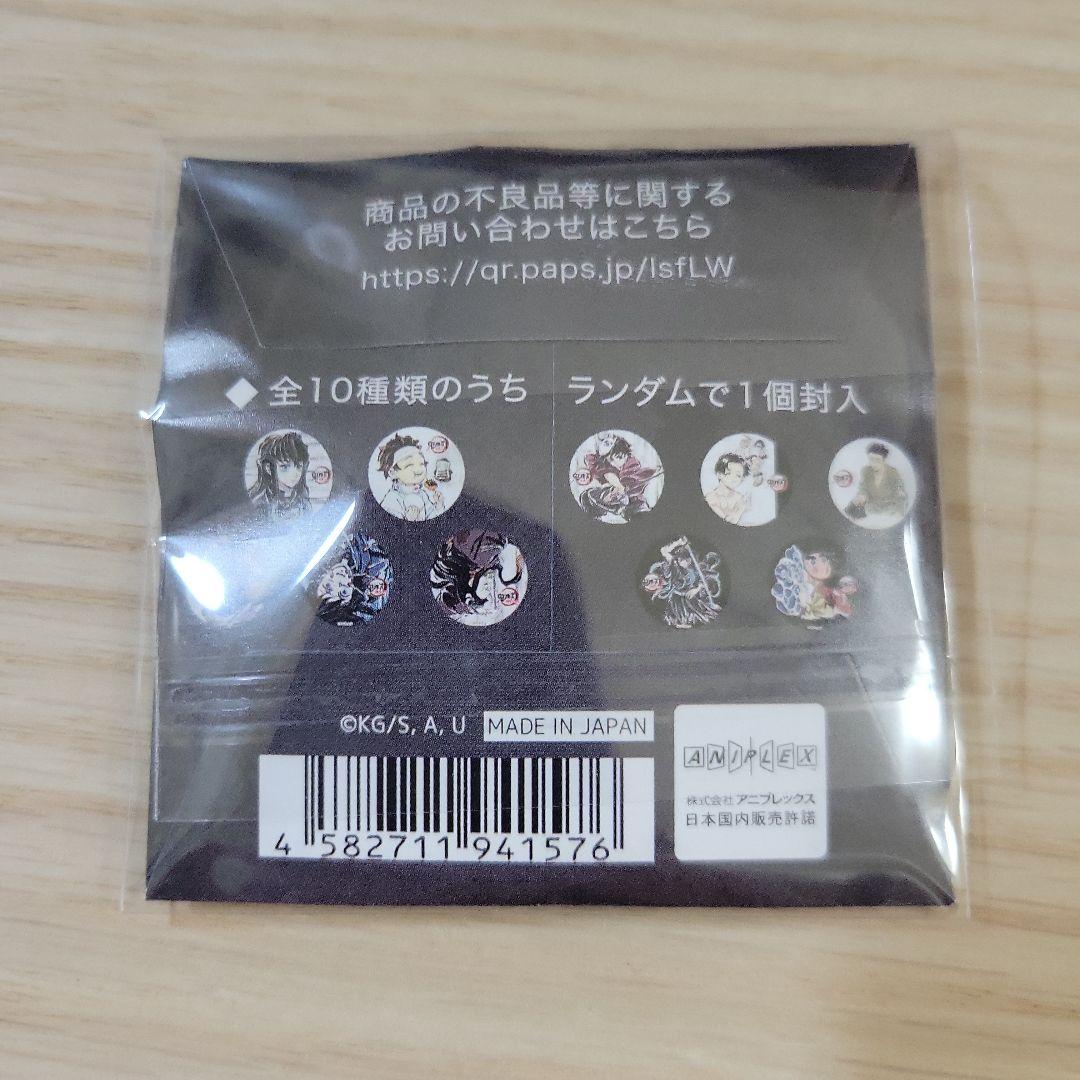 商品の不良品等に関する
お問い合わせはこちら
https://qr.paps.jp/lsfLW
◆全10種類のうち ランダムで1個封入
©KG/S, A, U MADE IN JAPAN
ANIPLEX
株式会社 アニプレックス
日本国内販売許諾
4 582711 941576